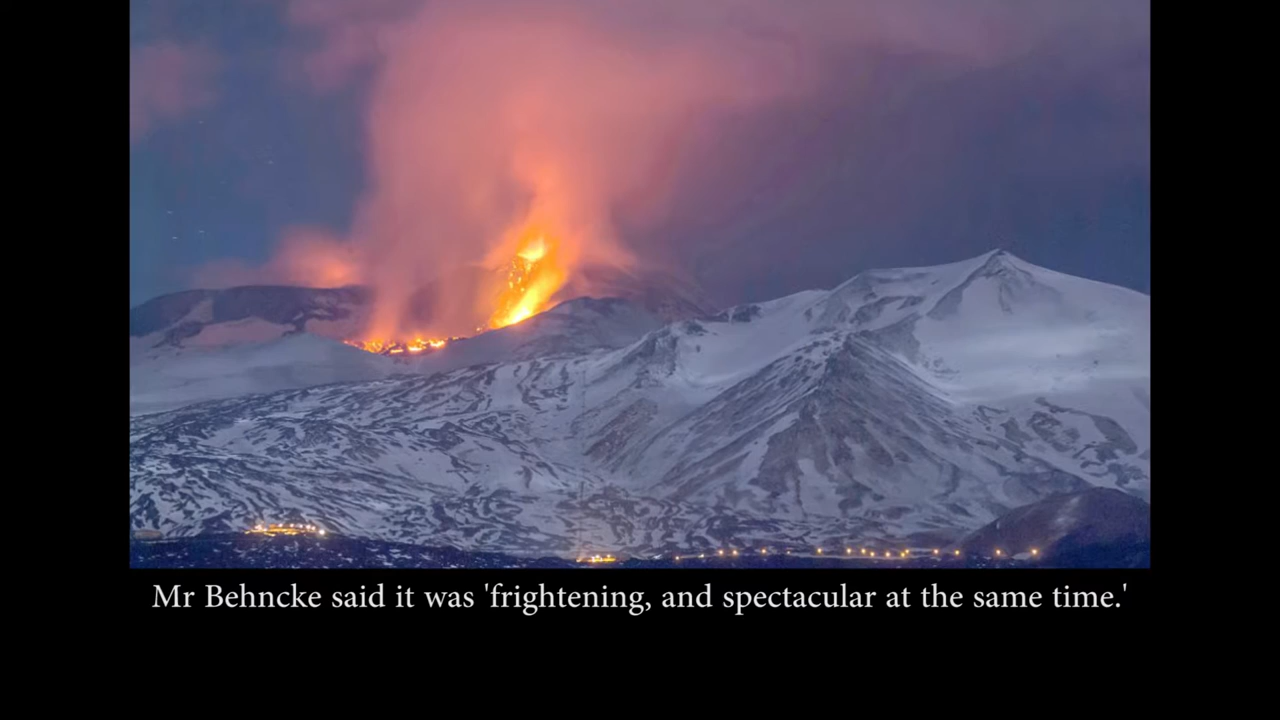 Mr Behncke said it was 'frightening, and spectacular at the same time.'